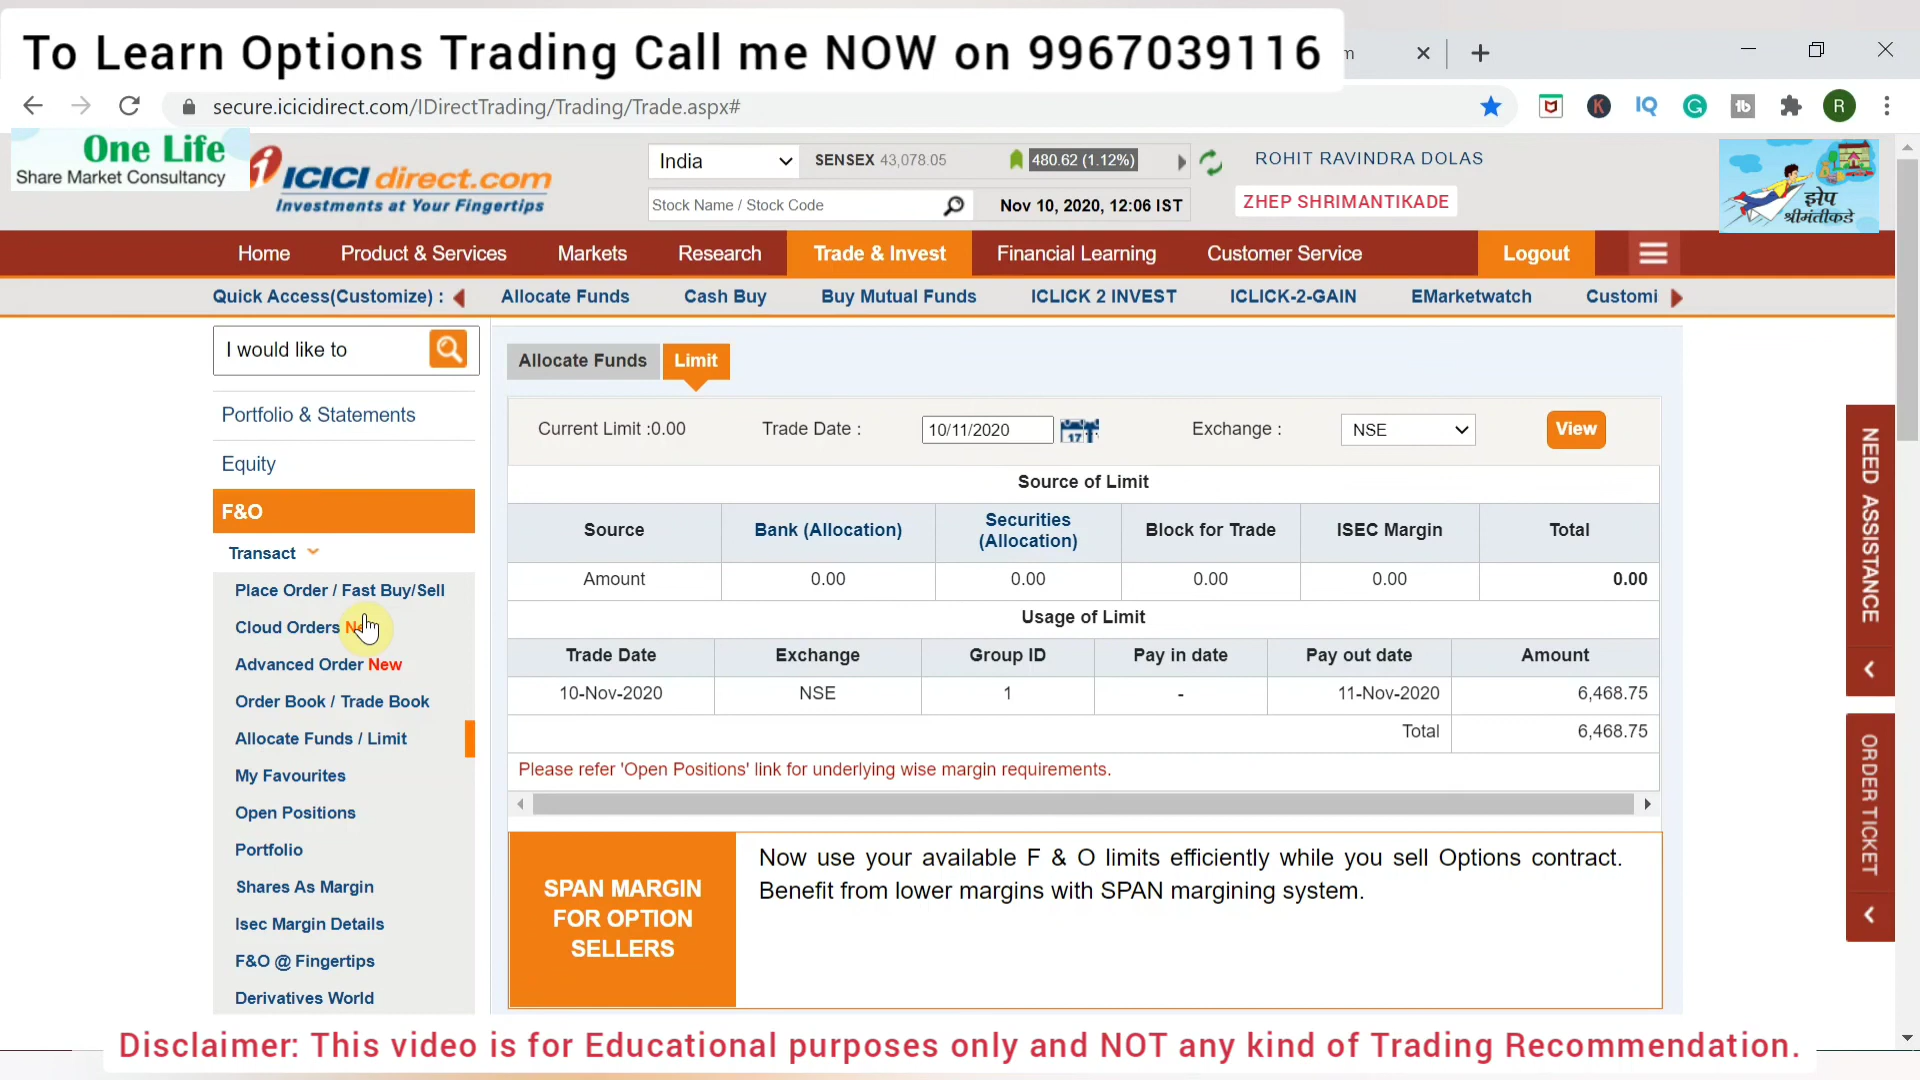 To Learn Options Trading Call me NOW on 9967039116
secure.icicidirect.com/IDirectTrading/Trading/Trade.aspx#
One Life
Share Market Consultancy
ICICI direct.com
Investments at Your Fingertips
India
SENSEX 43,078.05
480.62 (1.12%)
Stock Name / Stock Code
Nov 10, 2020, 12:06 IST
ROHIT RAVINDRA DOLAS
ZHEP SHRIMANTIKADE
झेप
श्रीमंतीकडे
Home
Product & Services
Markets
Research
Trade & Invest
Financial Learning
Customer Service
Logout
Quick Access(Customize) :
Allocate Funds
Cash Buy
Buy Mutual Funds
ICLICK 2 INVEST
ICLICK-2-GAIN
EMarketwatch
Customi
I would like to
Portfolio & Statements
Equity
F&O
Transact
Place Order / Fast Buy/Sell
Cloud Orders
Advanced Order New
Order Book / Trade Book
Allocate Funds / Limit
My Favourites
Open Positions
Portfolio
Shares As Margin
Isec Margin Details
F&O @ Fingertips
Derivatives World
Allocate Funds
Limit
Current Limit :0.00
Trade Date :
10/11/2020
17
Exchange :
NSE
View
Source of Limit
Source
Bank (Allocation)
Securities
(Allocation)
Block for Trade
ISEC Margin
Total
Amount
0.00
0.00
0.00
0.00
0.00
Usage of Limit
Trade Date
Exchange
Group ID
Pay in date
Pay out date
Amount
10-Nov-2020
NSE
1
-
11-Nov-2020
6,468.75
Total
6,468.75
Please refer 'Open Positions' link for underlying wise margin requirements.
SPAN MARGIN
FOR OPTION
SELLERS
Now use your available F & O limits efficiently while you sell Options contract.
Benefit from lower margins with SPAN margining system.
NEED ASSISTANCE
ORDER TICKET
Disclaimer: This video is for Educational purposes only and NOT any kind of Trading Recommendation.